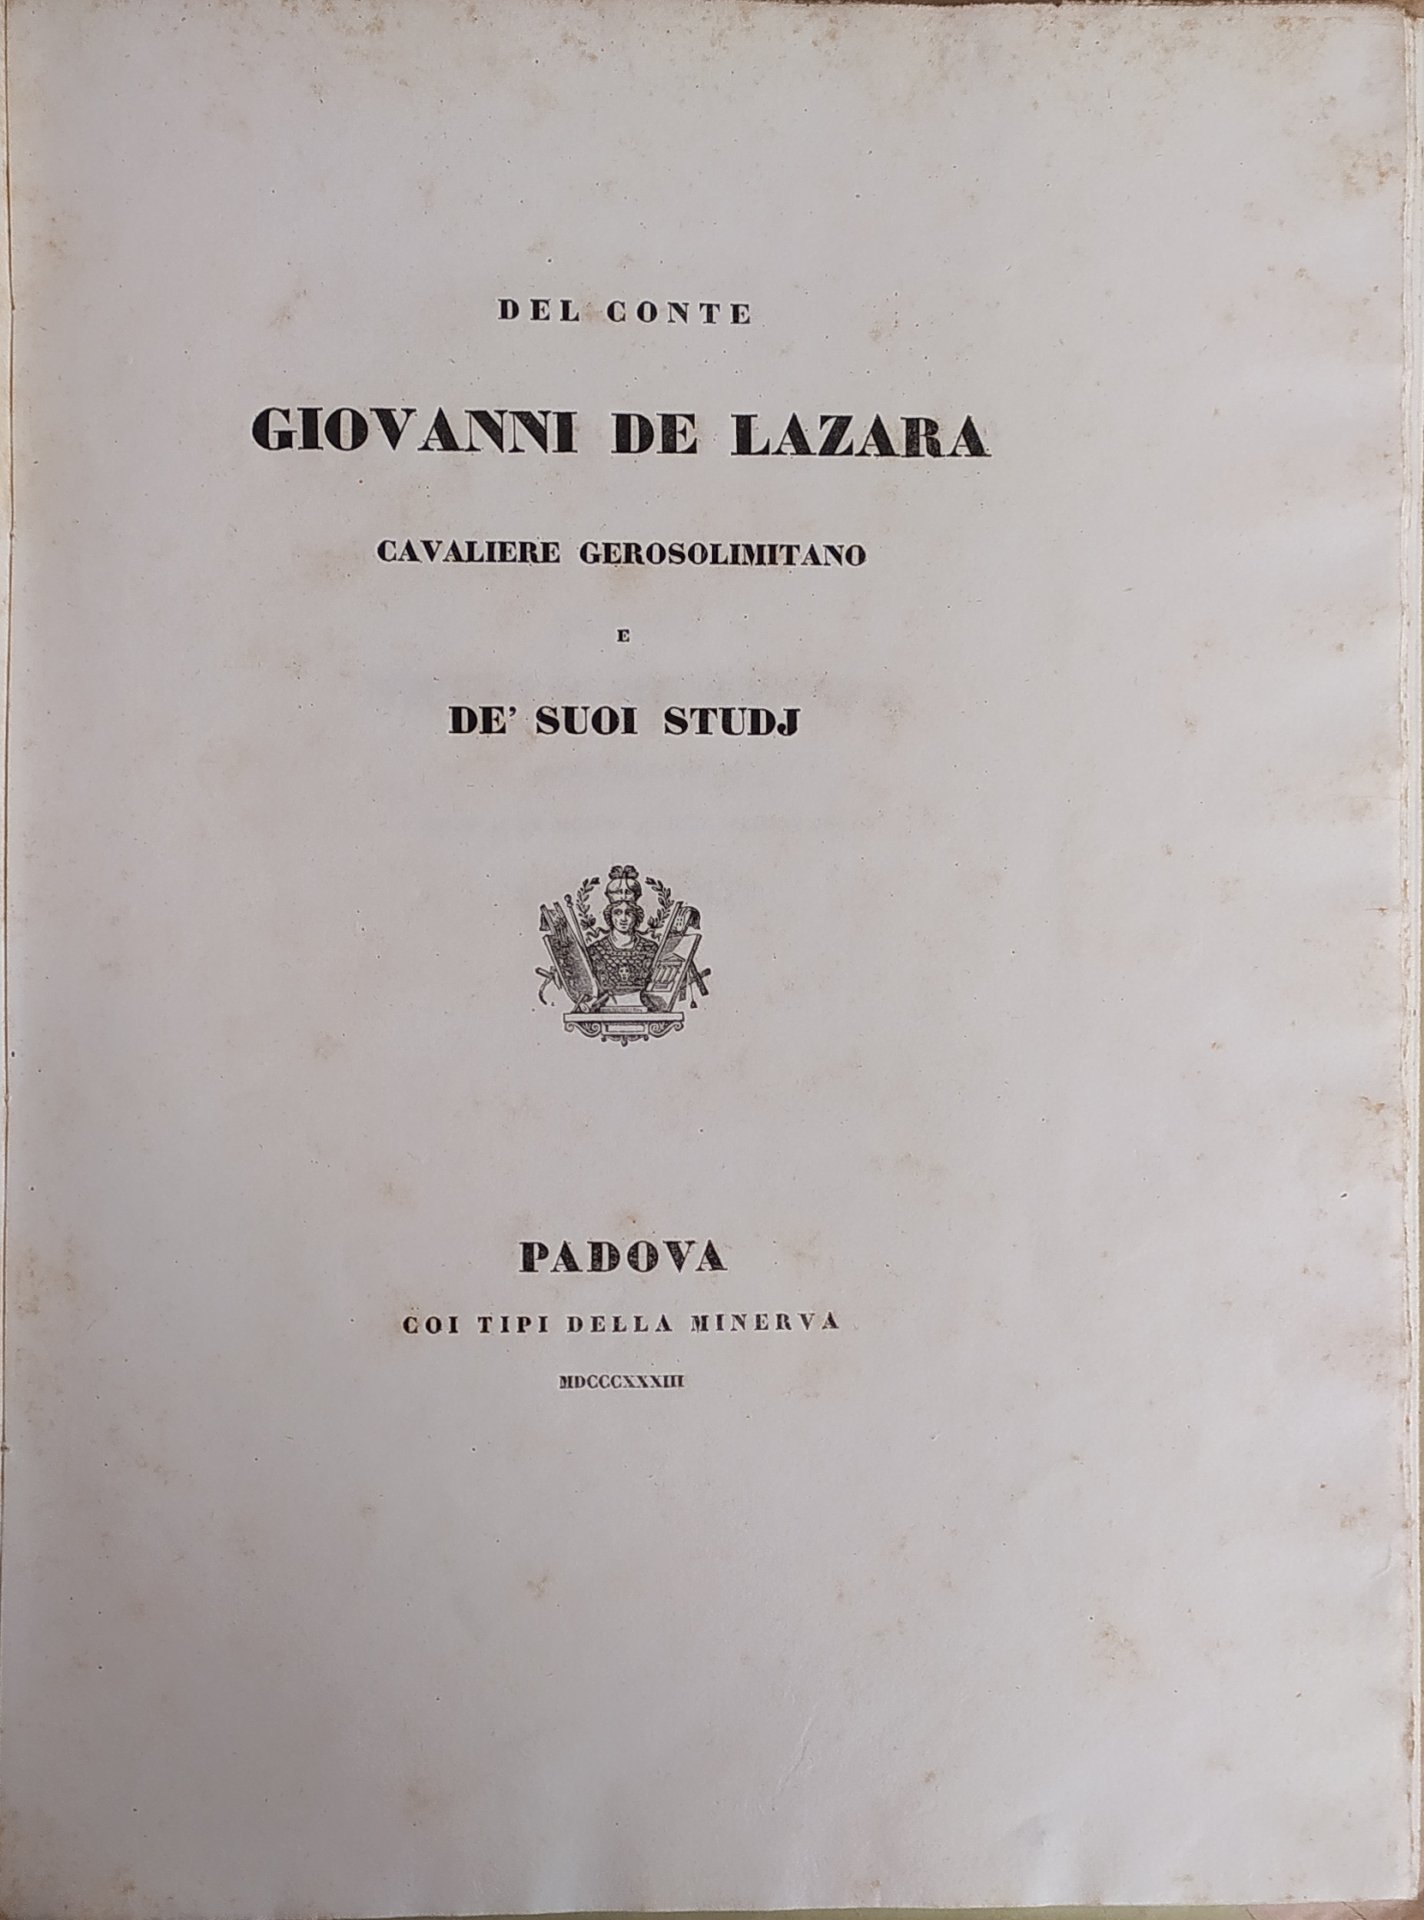 DEL CONTE
GIOVANNI DE LAZARA
CAVALIERE GEROSOLIMITANO
E
DE' SUOI STUDJ
PADOVA
COI TIPI DELLA MINERVA
MDCCCXXXIII